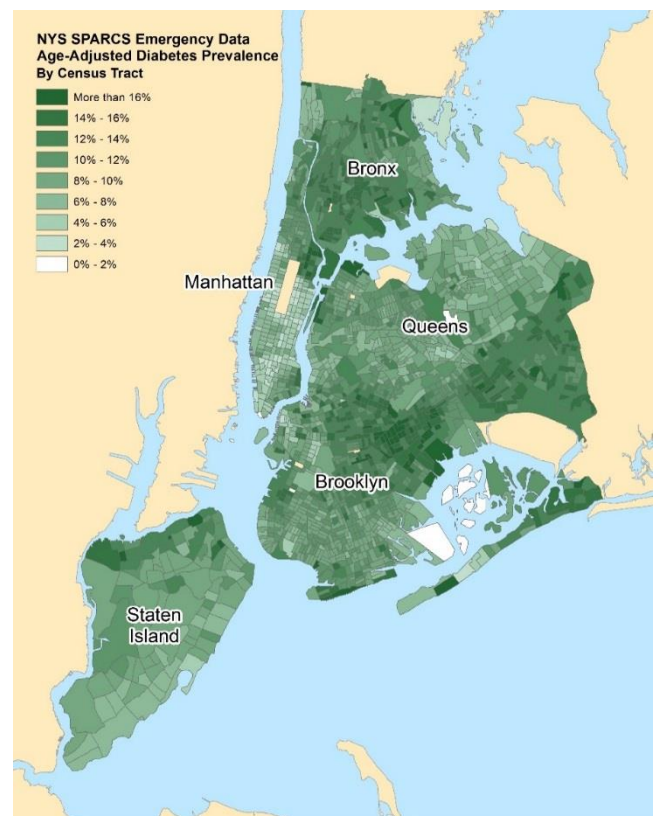 NYS SPARCS Emergency Data
Age-Adjusted Diabetes Prevalence
By Census Tract
More than 16%
14% - 16%
12% - 14%
10% - 12%
8% - 10%
6% - 8%
4% - 6%
2% - 4%
0% - 2%
Bronx
Manhattan
Queens
Brooklyn
Staten
Island